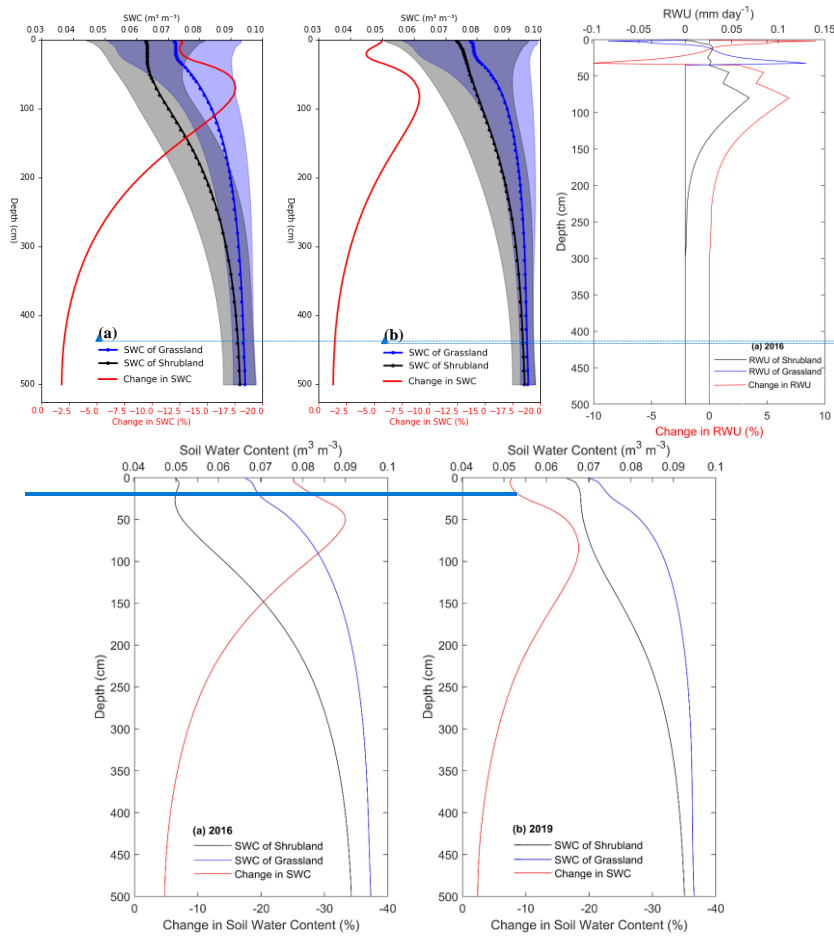 SWC (m³ m⁻³)
0.03 0.04 0.05 0.06 0.07 0.08 0.09 0.10
0
100
200
300
400
500
Depth (cm)
(a)
SWC of Grassland
SWC of Shrubland
Change in SWC
0.0 −2.5 −5.0 −7.5 −10.0 −12.5 −15.0 −17.5 −20.0
Change in SWC (%)
SWC (m³ m⁻³)
0.03 0.04 0.05 0.06 0.07 0.08 0.09 0.10
0
100
200
300
400
500
Depth (cm)
(b)
SWC of Grassland
SWC of Shrubland
Change in SWC
0.0 −2.5 −5.0 −7.5 −10.0 −12.5 −15.0 −17.5 −20.0
Change in SWC (%)
RWU (mm day⁻¹)
-0.1 -0.05 0 0.05 0.1 0.15
0
50
100
150
200
250
300
350
400
450
500
Depth (cm)
(a) 2016
RWU of Shrubland
RWU of Grassland
Change in RWU
-10 -5 0 5 10
Change in RWU (%)
Soil Water Content (m³ m⁻³)
0.04 0.05 0.06 0.07 0.08 0.09 0.1
0
50
100
150
200
250
300
350
400
450
500
Depth (cm)
(a) 2016
SWC of Shrubland
SWC of Grassland
Change in SWC
0 -10 -20 -30 -40
Change in Soil Water Content (%)
Soil Water Content (m³ m⁻³)
0.04 0.05 0.06 0.07 0.08 0.09 0.1
0
50
100
150
200
250
300
350
400
450
500
Depth (cm)
(b) 2019
SWC of Shrubland
SWC of Grassland
Change in SWC
0 -10 -20 -30 -40
Change in Soil Water Content (%)